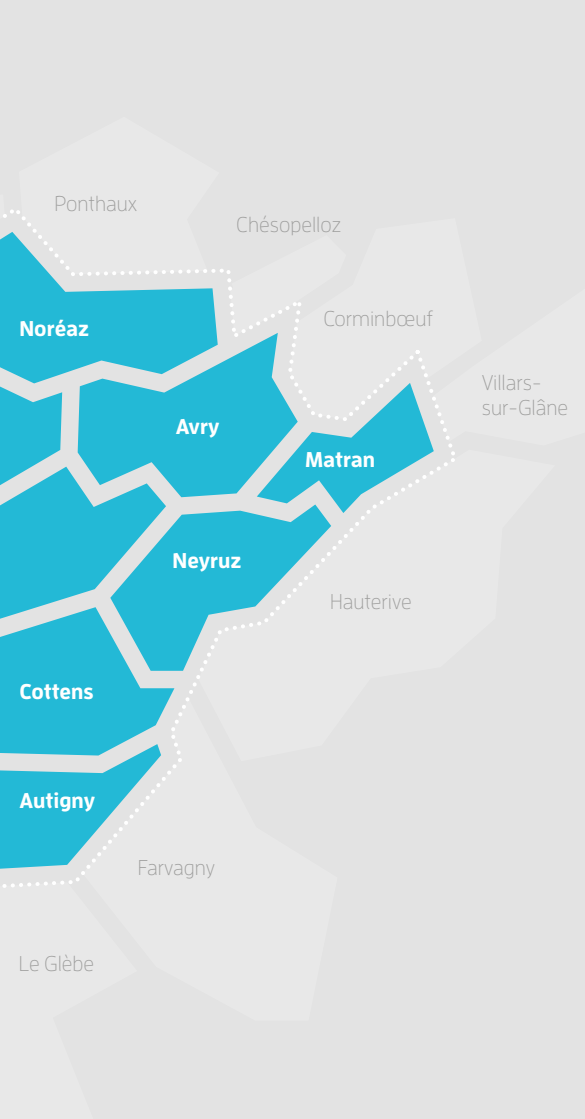 Ponthaux
Chésopelloz
Corminbœuf
Noréaz
Villars-
sur-Glâne
Avry
Matran
Neyruz
Hauterive
Cottens
Autigny
Farvagny
Le Glèbe